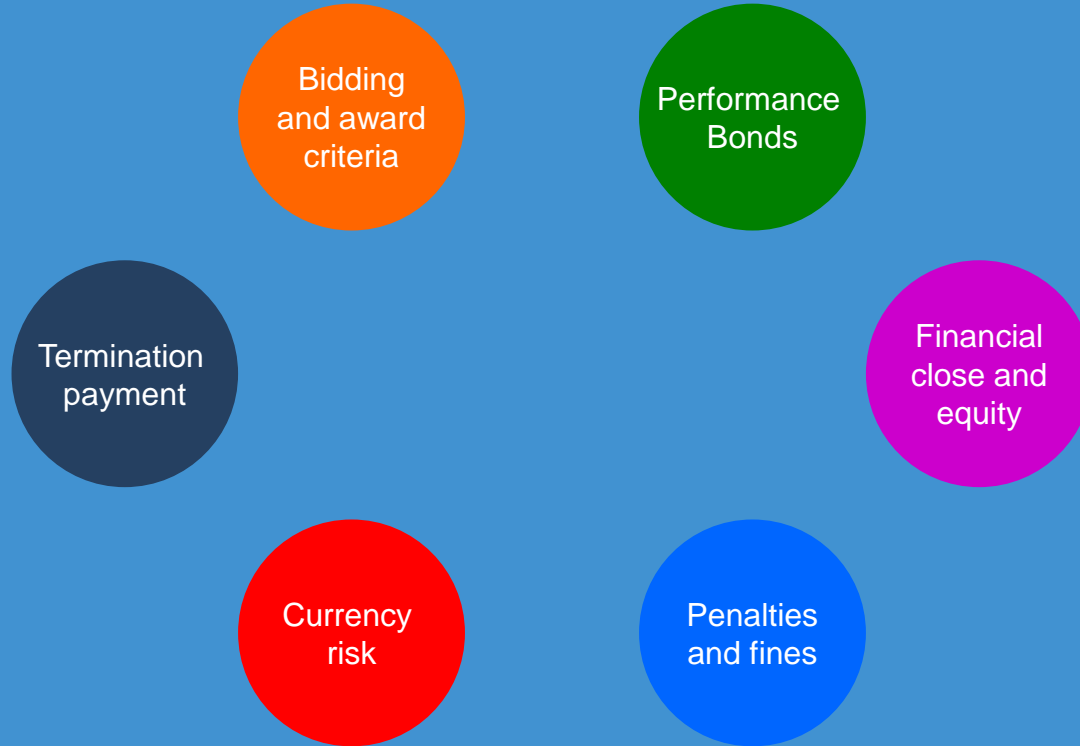 Bidding
and award
criteria
Performance
Bonds
Termination
payment
Financial
close and
equity
Currency
risk
Penalties
and fines